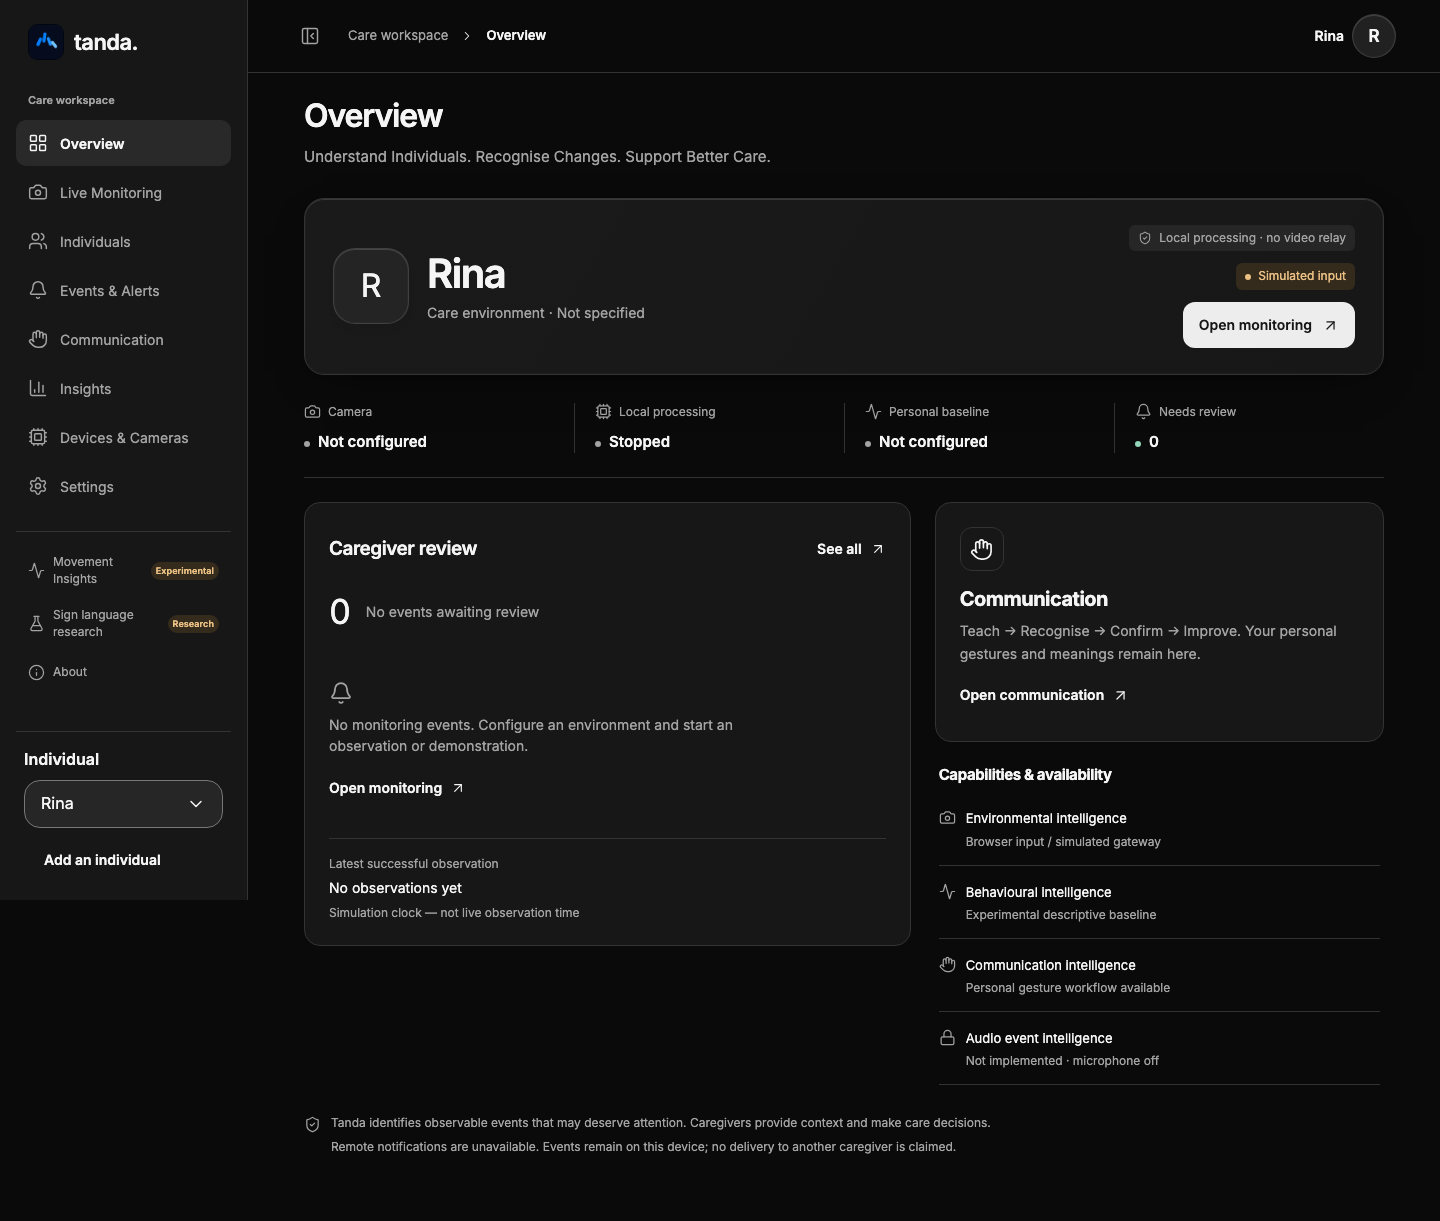 tanda.
Care workspace
Overview
Live Monitoring
Individuals
Events & Alerts
Communication
Insights
Devices & Cameras
Settings
Movement
Insights
Experimental
Sign language
research
Research
About
Individual
Rina
Add an individual
Care workspace
Overview
Rina
R
Overview
Understand Individuals. Recognise Changes. Support Better Care.
R
Rina
Care environment · Not specified
Local processing · no video relay
Simulated input
Open monitoring
Camera
Not configured
Local processing
Stopped
Personal baseline
Not configured
Needs review
0
Caregiver review
See all
0
No events awaiting review
No monitoring events. Configure an environment and start an
observation or demonstration.
Open monitoring
Latest successful observation
No observations yet
Simulation clock — not live observation time
Communication
Teach → Recognise → Confirm → Improve. Your personal
gestures and meanings remain here.
Open communication
Capabilities & availability
Environmental intelligence
Browser input / simulated gateway
Behavioural intelligence
Experimental descriptive baseline
Communication intelligence
Personal gesture workflow available
Audio event intelligence
Not implemented · microphone off
Tanda identifies observable events that may deserve attention. Caregivers provide context and make care decisions.
Remote notifications are unavailable. Events remain on this device; no delivery to another caregiver is claimed.